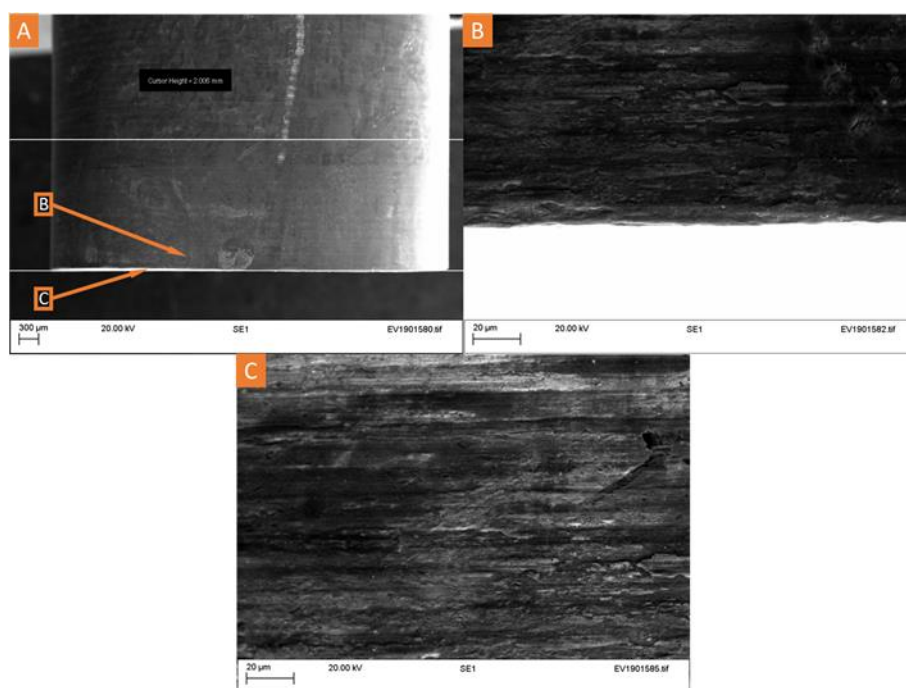 A
Cursor Height = 2.006 mm
B
C
300 µm 20.00 kV SE1 EV1901580.tif
B
20 µm 20.00 kV SE1 EV1901582.tif
C
20 µm 20.00 kV SE1 EV1901585.tif